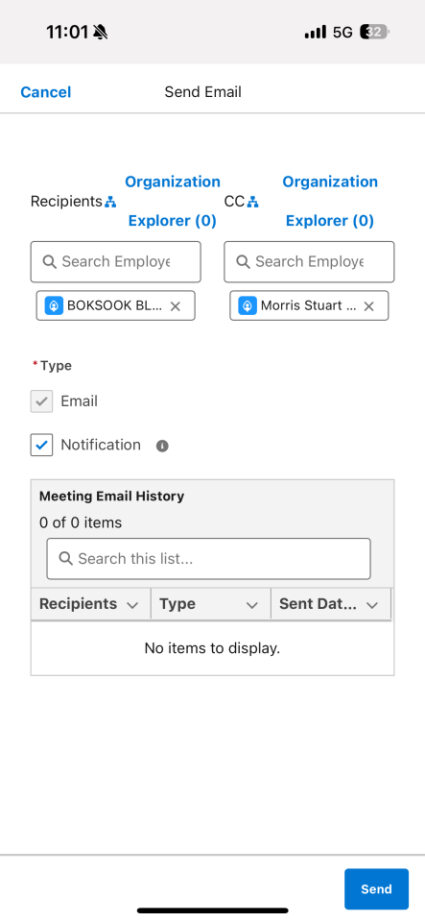 11:01
5G 32
Cancel
Send Email
Recipients
Organization
Explorer (0)
CC
Organization
Explorer (0)
Search Employe
Search Employe
BOKSOOK BL...
Morris Stuart ...
*Type
Email
Notification
Meeting Email History
0 of 0 items
Search this list...
Recipients Type Sent Dat...
No items to display.
Send